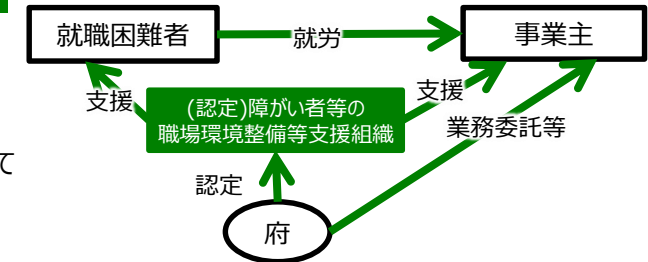 就職困難者
就労
事業主
支援
(認定)障がい者等の
職場環境整備等支援組織
支援
業務委託等
て
認定
府